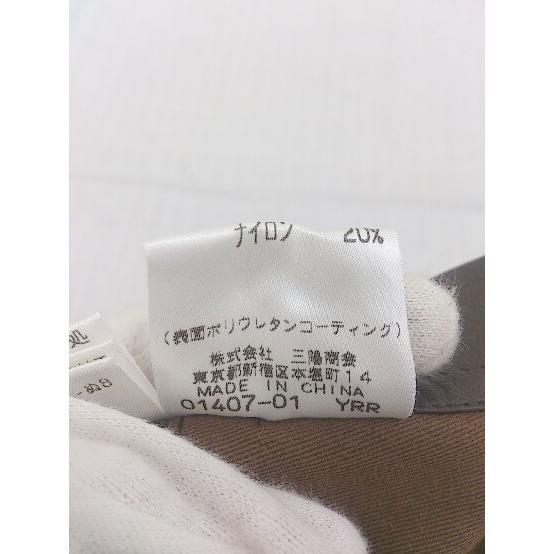 ナイロン 20%
(表面ポリウレタンコーティング)
株式会社 三陽商会
東京都新宿区本塩町14
MADE IN CHINA
01407-01 YRR
処